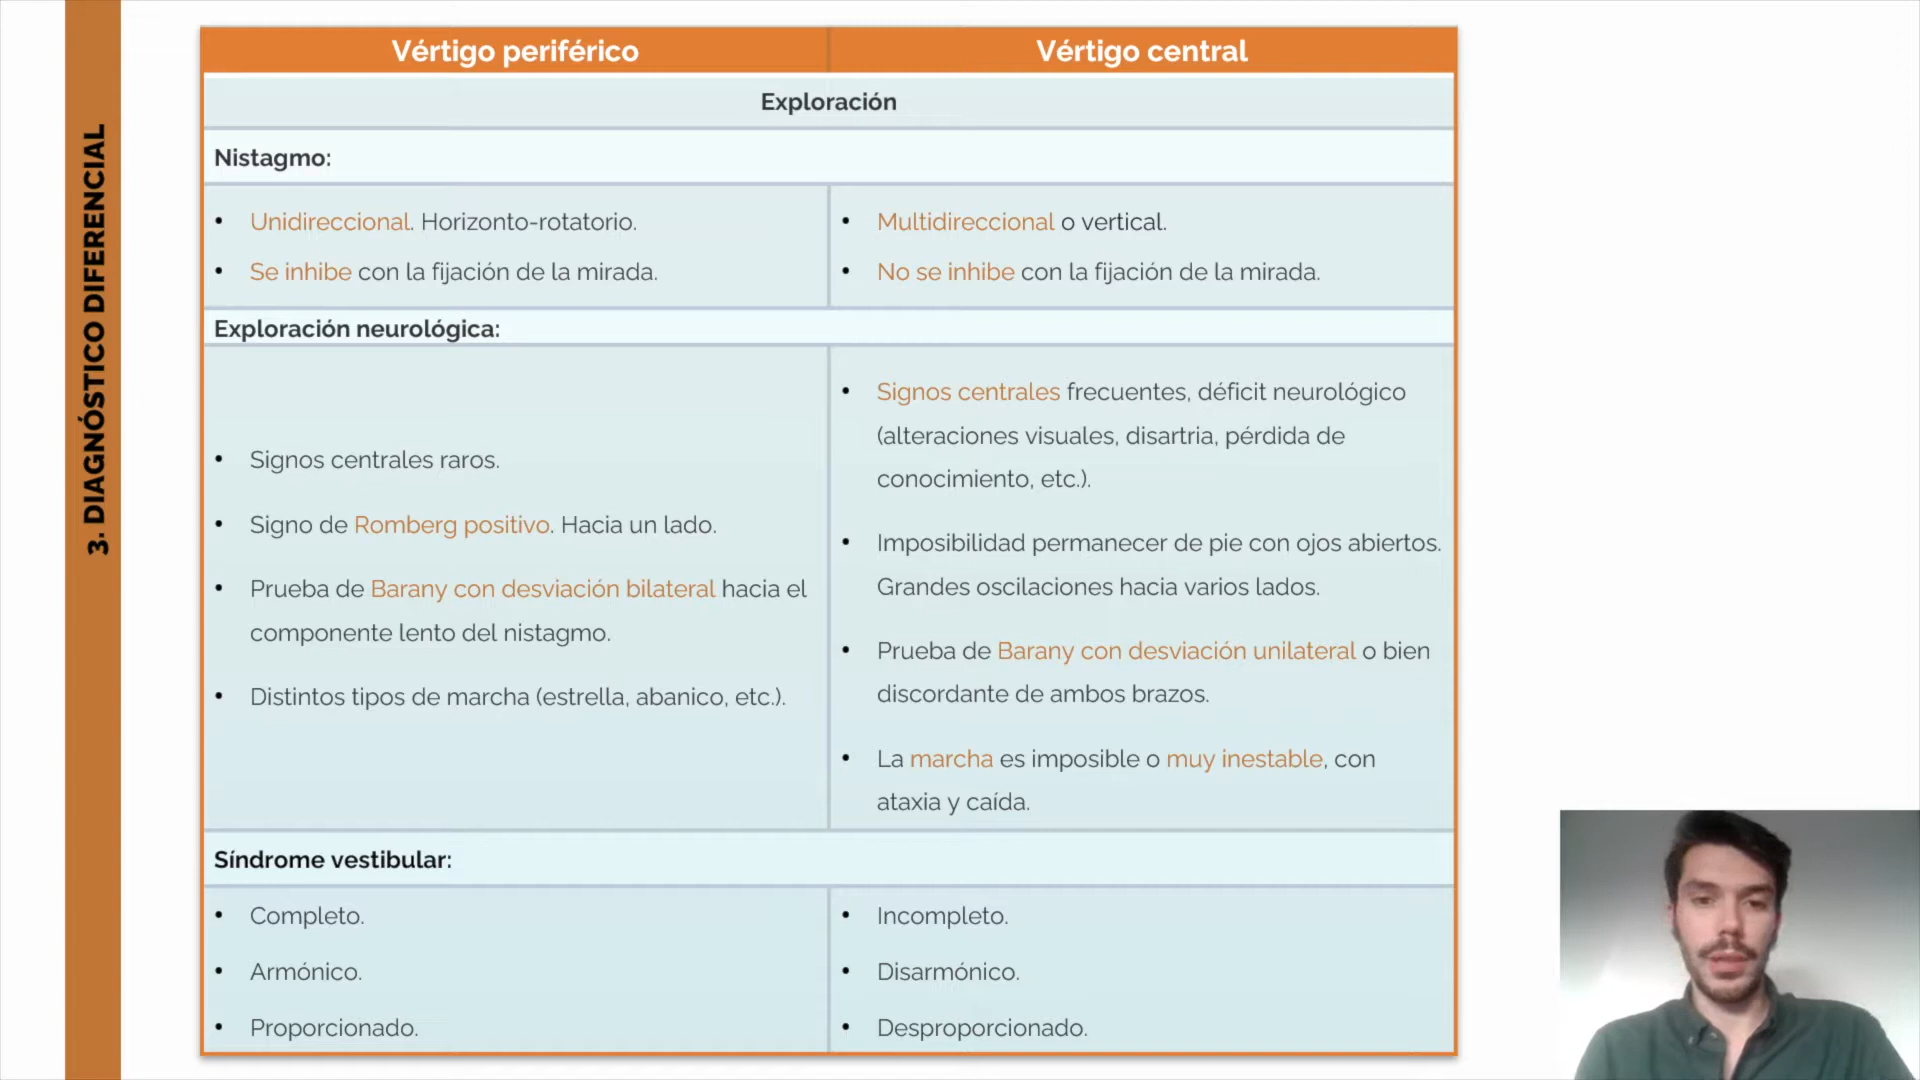 3. DIAGNÓSTICO DIFERENCIAL
Vértigo periférico
Vértigo central
Exploración
Nistagmo:
• Unidireccional. Horizonto-rotatorio.
• Se inhibe con la fijación de la mirada.
• Multidireccional o vertical.
• No se inhibe con la fijación de la mirada.
Exploración neurológica:
• Signos centrales raros.
• Signo de Romberg positivo. Hacia un lado.
• Prueba de Barany con desviación bilateral hacia el
componente lento del nistagmo.
• Distintos tipos de marcha (estrella, abanico, etc.).
• Signos centrales frecuentes, déficit neurológico
(alteraciones visuales, disartria, pérdida de
conocimiento, etc.).
• Imposibilidad permanecer de pie con ojos abiertos.
Grandes oscilaciones hacia varios lados.
• Prueba de Barany con desviación unilateral o bien
discordante de ambos brazos.
• La marcha es imposible o muy inestable, con
ataxia y caída.
Síndrome vestibular:
• Completo.
• Armónico.
• Proporcionado.
• Incompleto.
• Disarmónico.
• Desproporcionado.